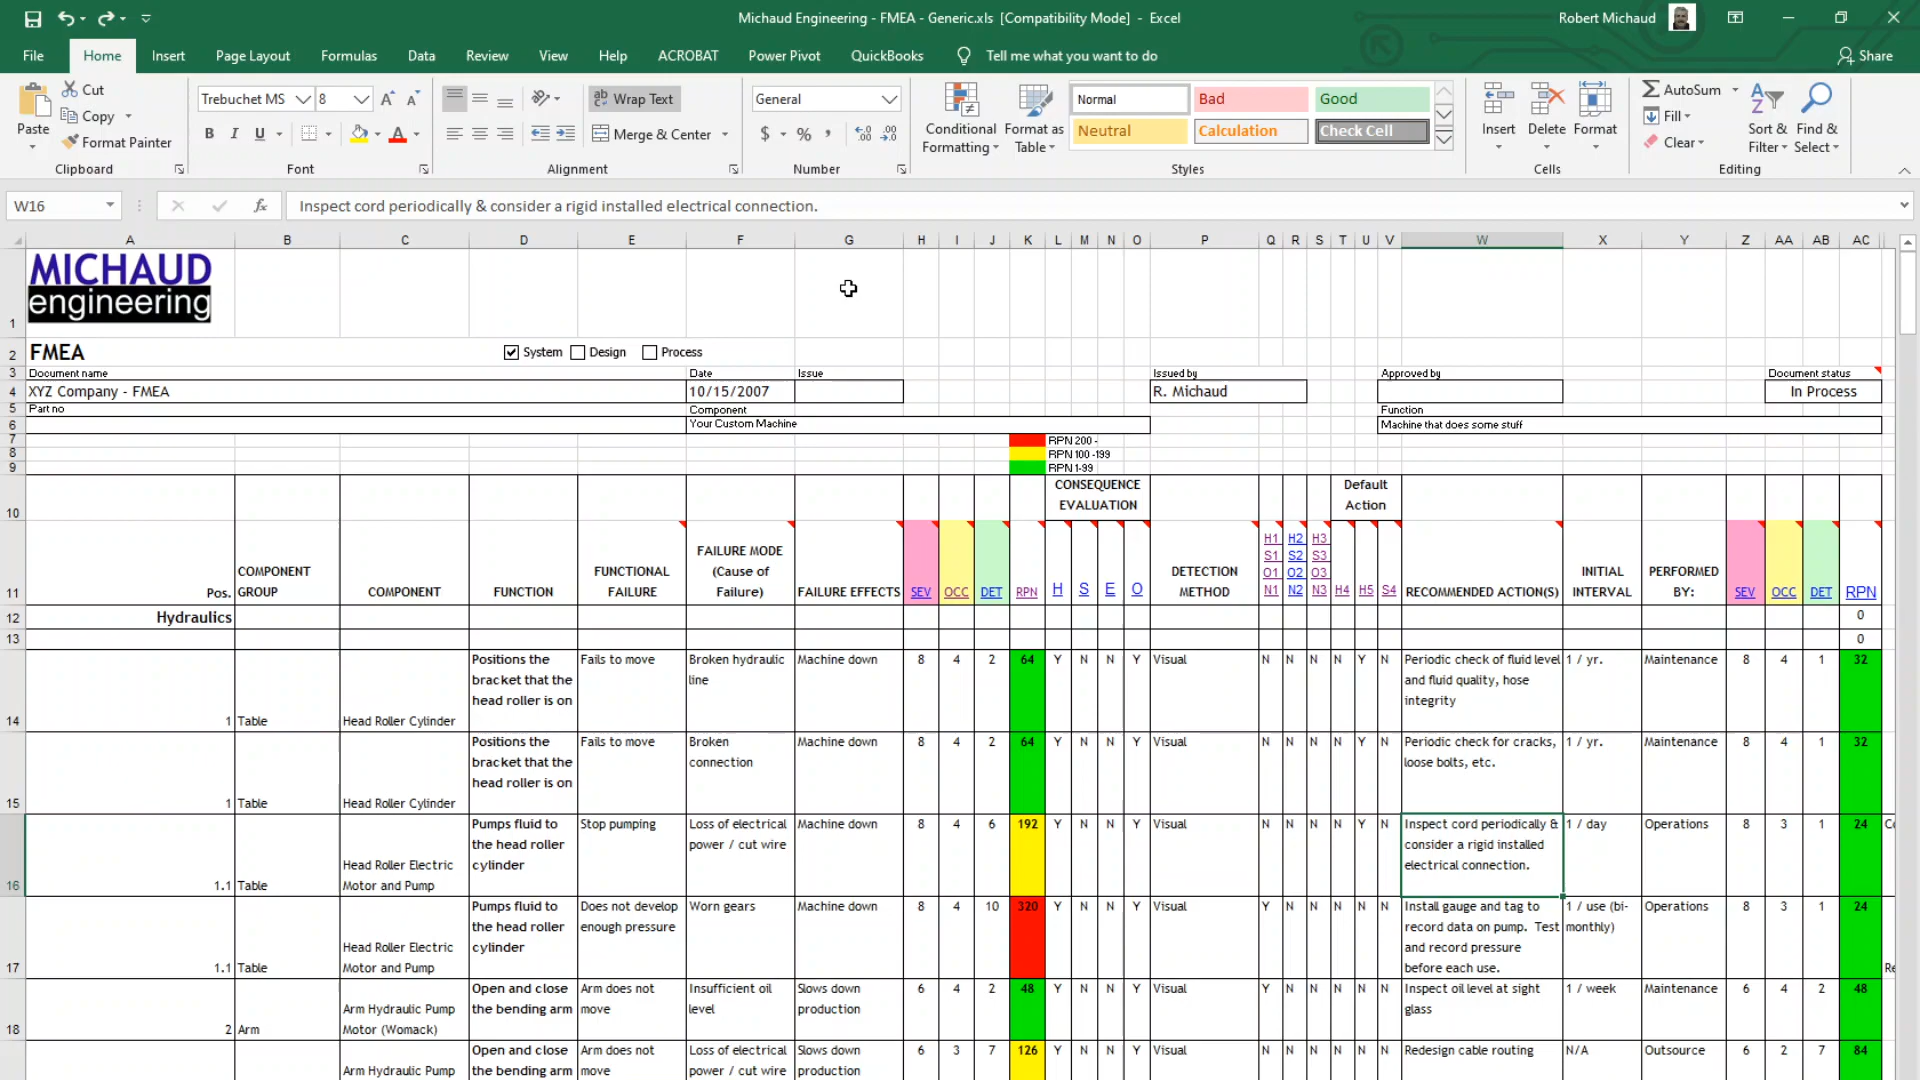 Michaud Engineering - FMEA - Generic.xls [Compatibility Mode] - Excel
Robert Michaud
File Home Insert Page Layout Formulas Data Review View Help ACROBAT Power Pivot QuickBooks Tell me what you want to do Share
Paste
Cut
Copy
Format Painter
Clipboard
Trebuchet MS 8
B I U
Font
Wrap Text
Merge & Center
Alignment
General
$ % ,
Number
Conditional Formatting
Format as Table
Normal Bad Good
Neutral Calculation Check Cell
Styles
Insert Delete Format
Cells
AutoSum
Fill
Clear
Sort & Filter
Find & Select
Editing
W16 fx Inspect cord periodically & consider a rigid installed electrical connection.
A B C D E F G H I J K L M N O P Q R S T U V W X Y Z AA AB AC
MICHAUD
engineering
1
2 FMEA System Design Process
3 Document name Date Issue Issued by Approved by Document status
4 XYZ Company - FMEA 10/15/2007 R. Michaud In Process
5 Part no Component Function
6 Your Custom Machine Machine that does some stuff
7 RPN 200 -
8 RPN 100 -199
9 RPN 1-99
10 CONSEQUENCE EVALUATION Default Action
11 Pos. COMPONENT GROUP COMPONENT FUNCTION FUNCTIONAL FAILURE FAILURE MODE (Cause of Failure) FAILURE EFFECTS SEV OCC DET RPN H S E O DETECTION METHOD H1 S1 O1 N1 H2 S2 O2 N2 H3 S3 O3 N3 H4 H5 S4 RECOMMENDED ACTION(S) INITIAL INTERVAL PERFORMED BY: SEV OCC DET RPN
12 Hydraulics 0
13 0
14 1 Table Head Roller Cylinder Positions the bracket that the head roller is on Fails to move Broken hydraulic line Machine down 8 4 2 64 Y N N Y Visual N N N N Y N Periodic check of fluid level and fluid quality, hose integrity 1 / yr. Maintenance 8 4 1 32
15 1 Table Head Roller Cylinder Positions the bracket that the head roller is on Fails to move Broken connection Machine down 8 4 2 64 Y N N Y Visual N N N N Y N Periodic check for cracks, loose bolts, etc. 1 / yr. Maintenance 8 4 1 32
16 1.1 Table Head Roller Electric Motor and Pump Pumps fluid to the head roller cylinder Stop pumping Loss of electrical power / cut wire Machine down 8 4 6 192 Y N N Y Visual N N N N Y N Inspect cord periodically & consider a rigid installed electrical connection. 1 / day Operations 8 3 1 24
17 1.1 Table Head Roller Electric Motor and Pump Pumps fluid to the head roller cylinder Does not develop enough pressure Worn gears Machine down 8 4 10 320 Y N N Y Visual Y N N N N N Install gauge and tag to record data on pump. Test and record pressure before each use. 1 / use (bi-monthly) Operations 8 3 1 24
18 2 Arm Arm Hydraulic Pump Motor (Womack) Open and close the bending arm Arm does not move Insufficient oil level Slows down production 6 4 2 48 Y N N Y Visual Y N N N N N Inspect oil level at sight glass 1 / week Maintenance 6 4 2 48
Arm Hydraulic Pump Open and close the bending arm Arm does not move Loss of electrical power / cut wire Slows down production 6 3 7 126 Y N N Y Visual N N N N N N Redesign cable routing N/A Outsource 6 2 7 84